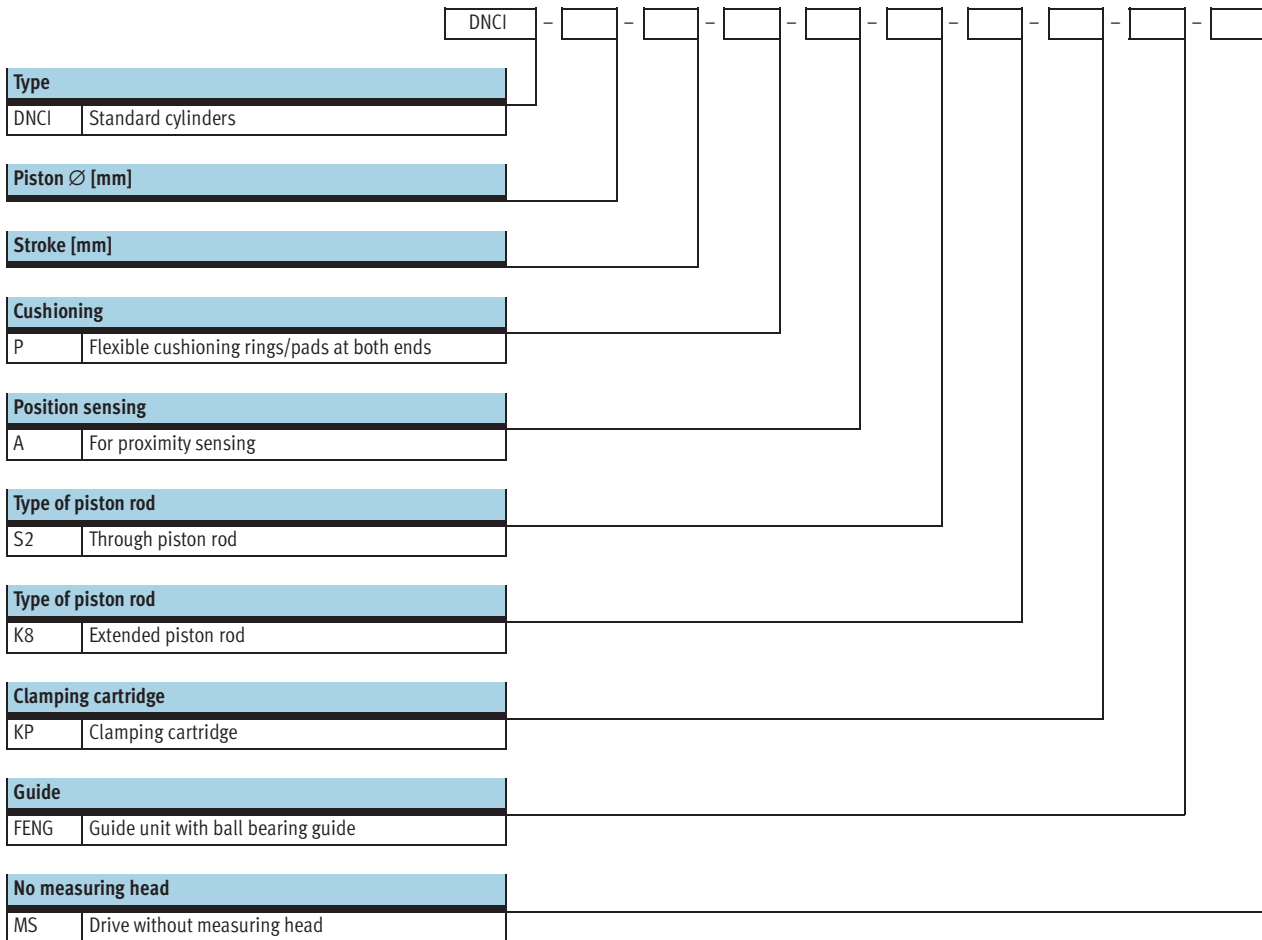 DNCI – – – – – – – – –
Type
DNCI Standard cylinders
Piston ∅ [mm]
Stroke [mm]
Cushioning
P Flexible cushioning rings/pads at both ends
Position sensing
A For proximity sensing
Type of piston rod
S2 Through piston rod
Type of piston rod
K8 Extended piston rod
Clamping cartridge
KP Clamping cartridge
Guide
FENG Guide unit with ball bearing guide
No measuring head
MS Drive without measuring head